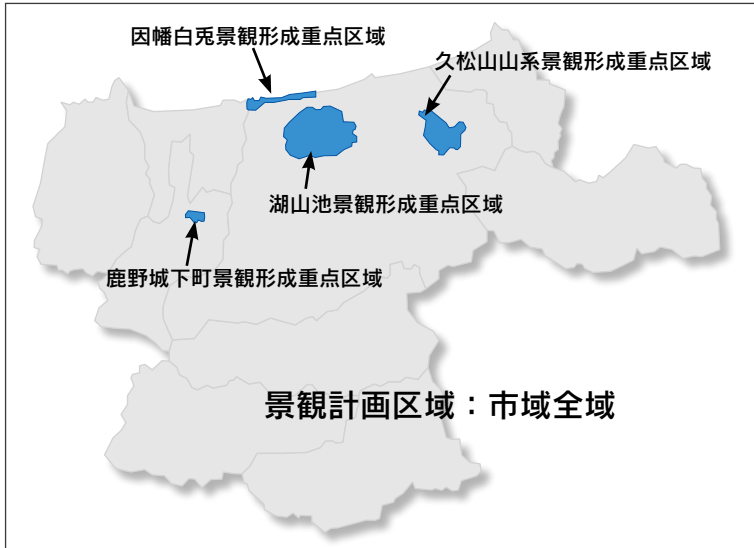 因幡白兎景観形成重点区域
久松山山系景観形成重点区域
湖山池景観形成重点区域
鹿野城下町景観形成重点区域
景観計画区域：市域全域